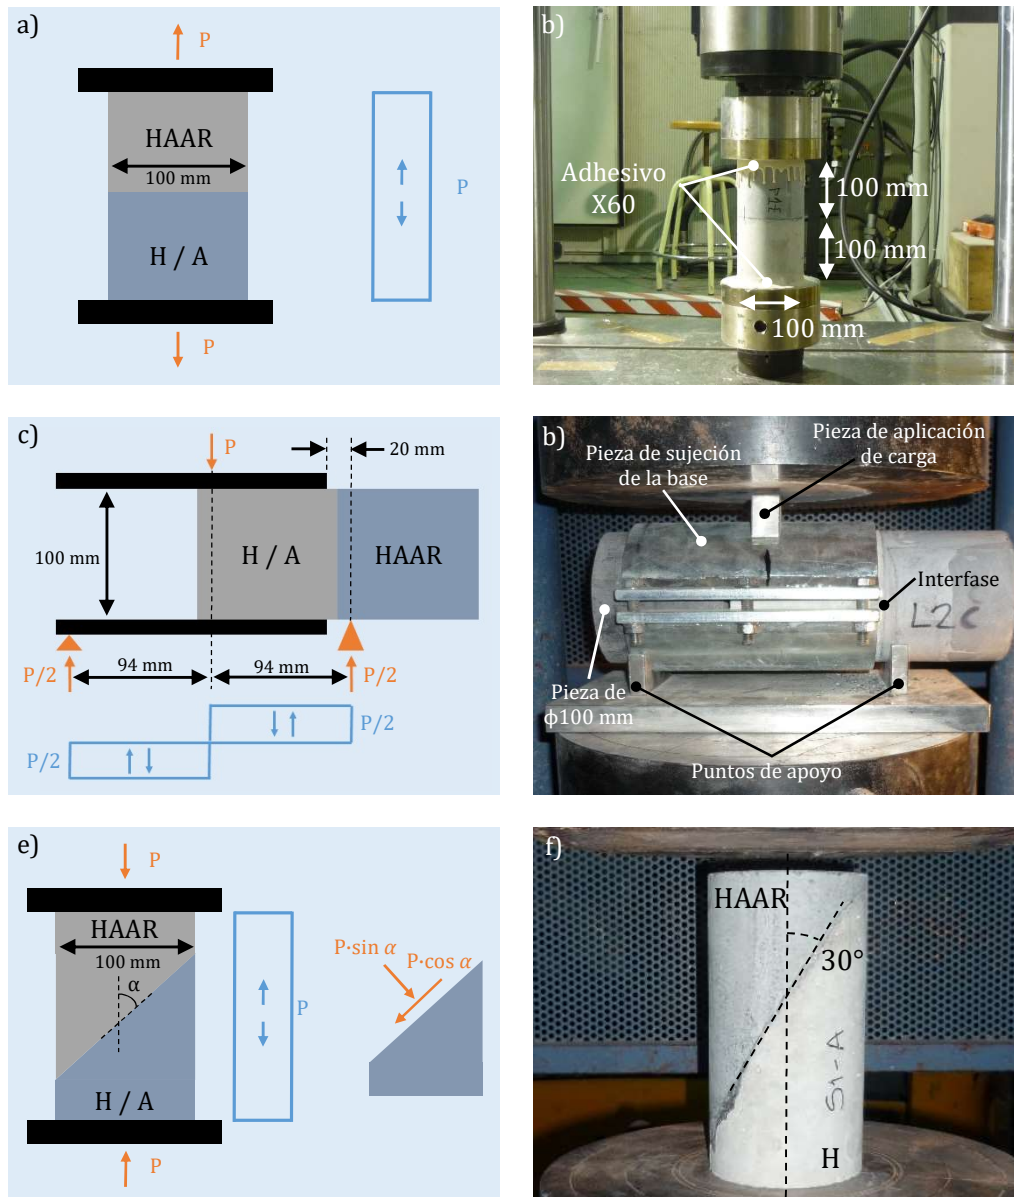 a)
P
HAAR
100 mm
H / A
P
P
b)
Adhesivo
X60
100 mm
100 mm
100 mm
c)
P
20 mm
100 mm
H / A
HAAR
94 mm
94 mm
P/2
P/2
P/2
P/2
b)
Pieza de aplicación
de carga
Pieza de sujeción
de la base
Interfase
L2C
Pieza de
ϕ100 mm
Puntos de apoyo
e)
P
HAAR
100 mm
α
H / A
P
P
P·sin α
P·cos α
f)
HAAR
30°
S1-A
H